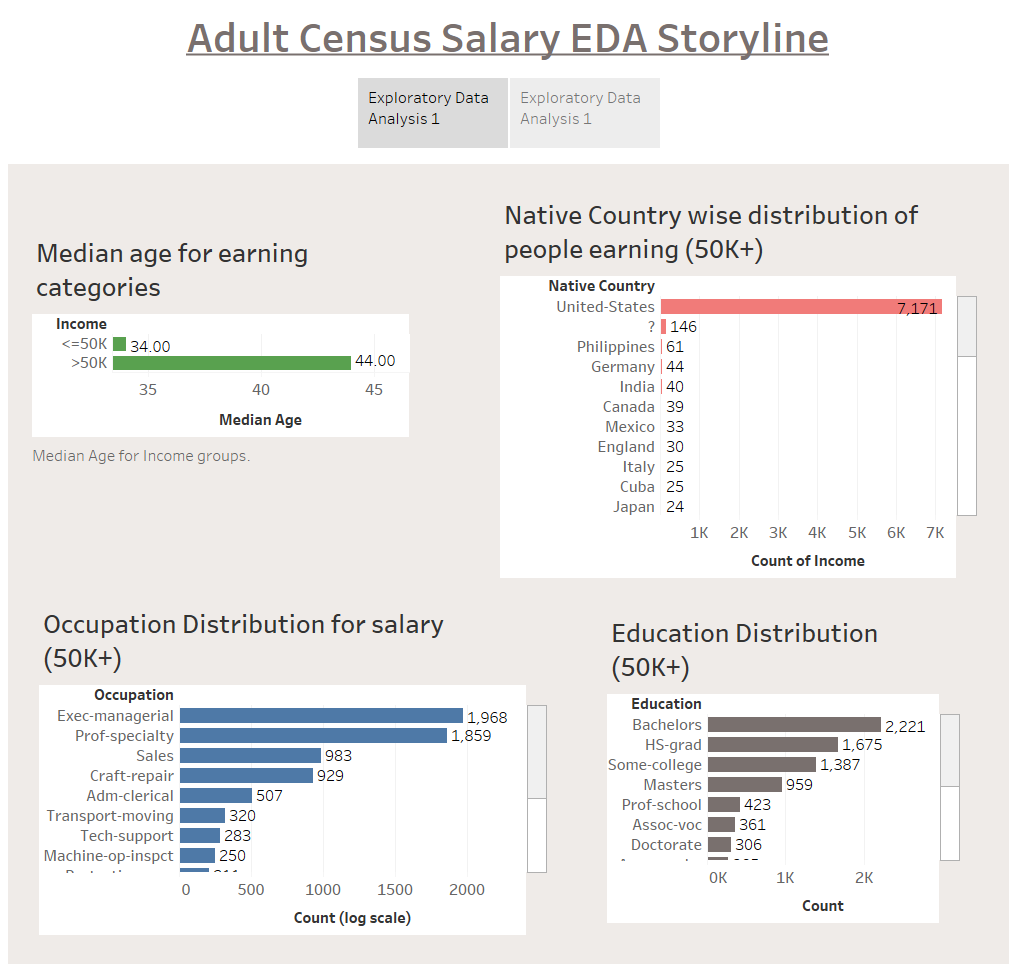 Adult Census Salary EDA Storyline
Exploratory Data
Analysis 1
Exploratory Data
Analysis 1
Median age for earning
categories
Income
<=50K 34.00
>50K 44.00
35 40 45
Median Age
Median Age for Income groups.
Native Country wise distribution of
people earning (50K+)
Native Country
United-States 7,171
? 146
Philippines 61
Germany 44
India 40
Canada 39
Mexico 33
England 30
Italy 25
Cuba 25
Japan 24
1K 2K 3K 4K 5K 6K 7K
Count of Income
Occupation Distribution for salary
(50K+)
Occupation
Exec-managerial 1,968
Prof-specialty 1,859
Sales 983
Craft-repair 929
Adm-clerical 507
Transport-moving 320
Tech-support 283
Machine-op-inspct 250
0 500 1000 1500 2000
Count (log scale)
Education Distribution
(50K+)
Education
Bachelors 2,221
HS-grad 1,675
Some-college 1,387
Masters 959
Prof-school 423
Assoc-voc 361
Doctorate 306
0K 1K 2K
Count